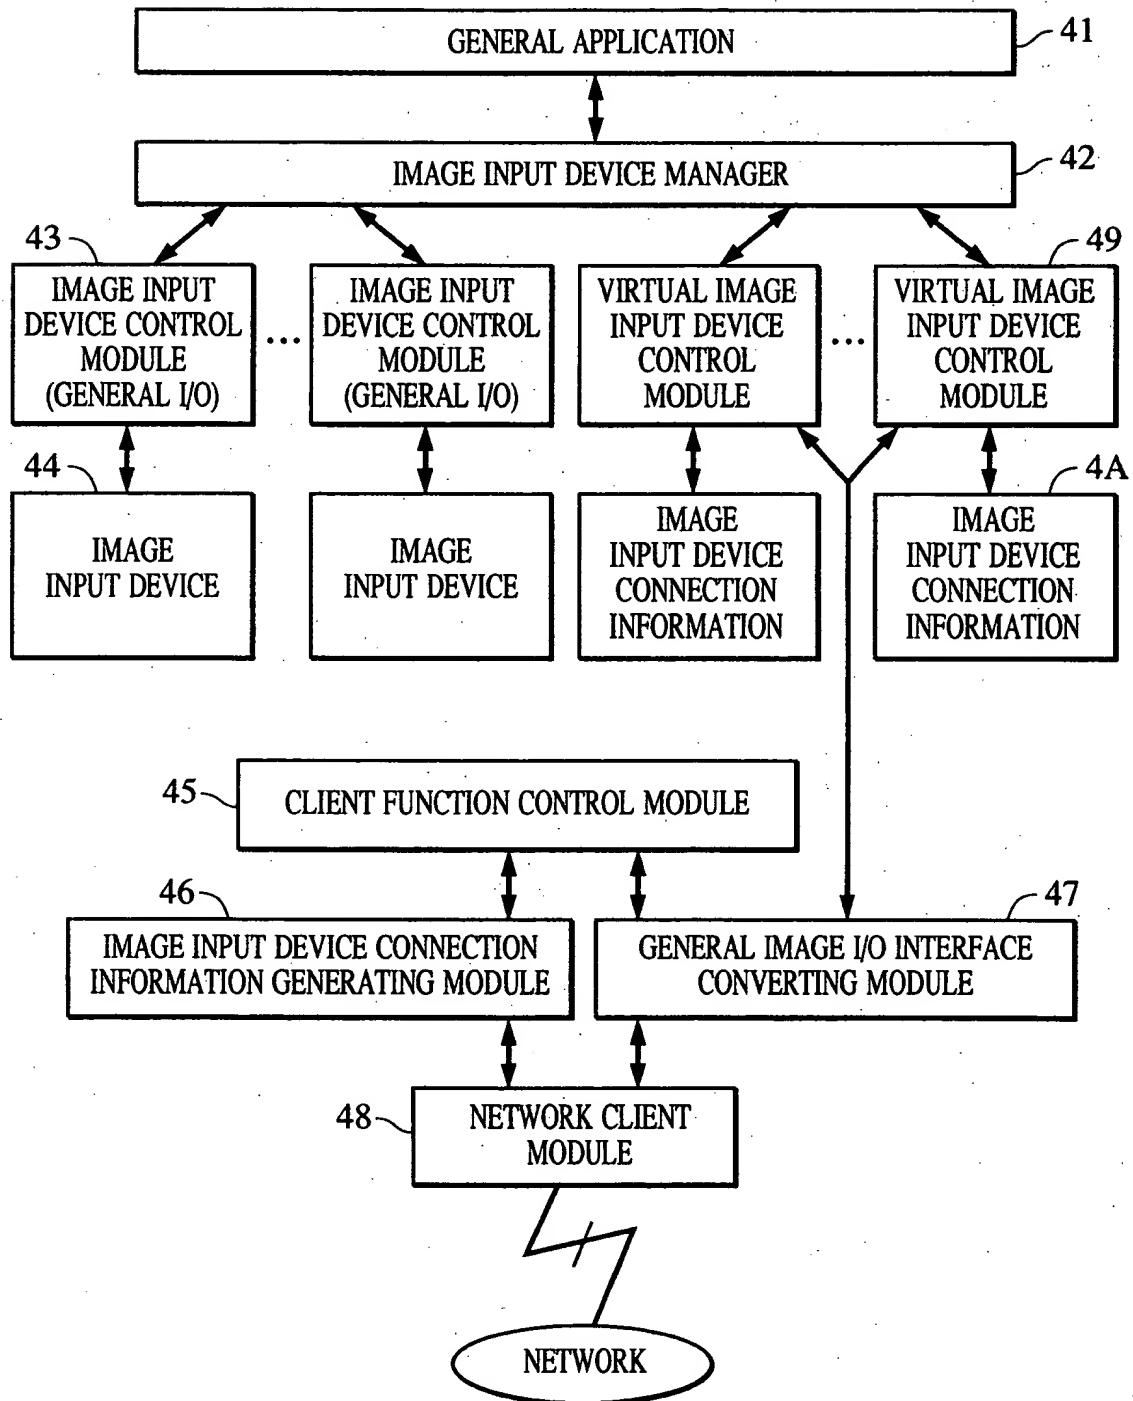 GENERAL APPLICATION
41
IMAGE INPUT DEVICE MANAGER
42
43
IMAGE INPUT
DEVICE CONTROL
MODULE
(GENERAL I/O)
...
IMAGE INPUT
DEVICE CONTROL
MODULE
(GENERAL I/O)
VIRTUAL IMAGE
INPUT DEVICE
CONTROL
MODULE
...
49
VIRTUAL IMAGE
INPUT DEVICE
CONTROL
MODULE
44
IMAGE
INPUT DEVICE
IMAGE
INPUT DEVICE
IMAGE
INPUT DEVICE
CONNECTION
INFORMATION
4A
IMAGE
INPUT DEVICE
CONNECTION
INFORMATION
45
CLIENT FUNCTION CONTROL MODULE
46
IMAGE INPUT DEVICE CONNECTION
INFORMATION GENERATING MODULE
47
GENERAL IMAGE I/O INTERFACE
CONVERTING MODULE
48
NETWORK CLIENT
MODULE
NETWORK